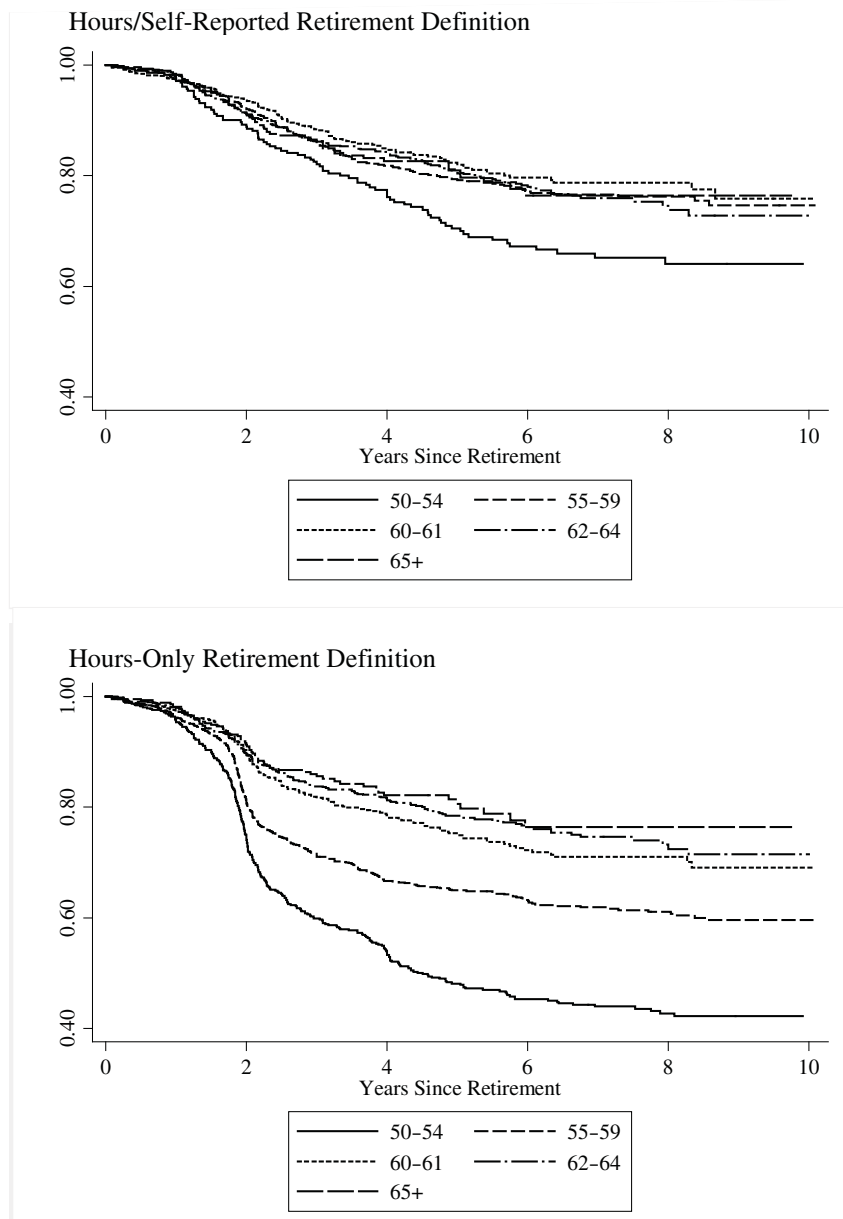 Hours/Self-Reported Retirement Definition
1.00
0.80
0.60
0.40
0 2 4 6 8 10
Years Since Retirement
50–54 55–59
60–61 62–64
65+
Hours-Only Retirement Definition
1.00
0.80
0.60
0.40
0 2 4 6 8 10
Years Since Retirement
50–54 55–59
60–61 62–64
65+